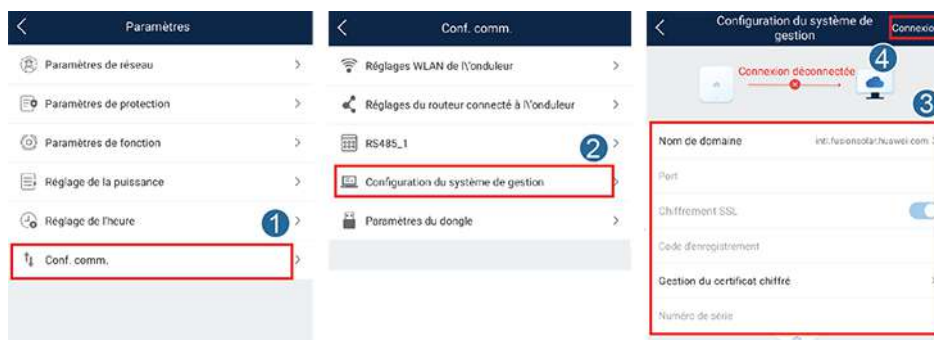 Paramètres
Paramètres de réseau
Paramètres de protection
Paramètres de fonction
Réglage de la puissance
Réglage de l'heure
1
Conf. comm.
Conf. comm.
Réglages WLAN de l\'onduleur
Réglages du routeur connecté à l\'onduleur
RS485_1
2
Configuration du système de gestion
Paramètres du dongle
Configuration du système de
gestion
Connexio
4
Connexion déconnectée
3
Nom de domaine
intl.fusionsolar.huawei.com
Port
Chiffrement SSL
Code d'enregistrement
Gestion du certificat chiffré
Numéro de série